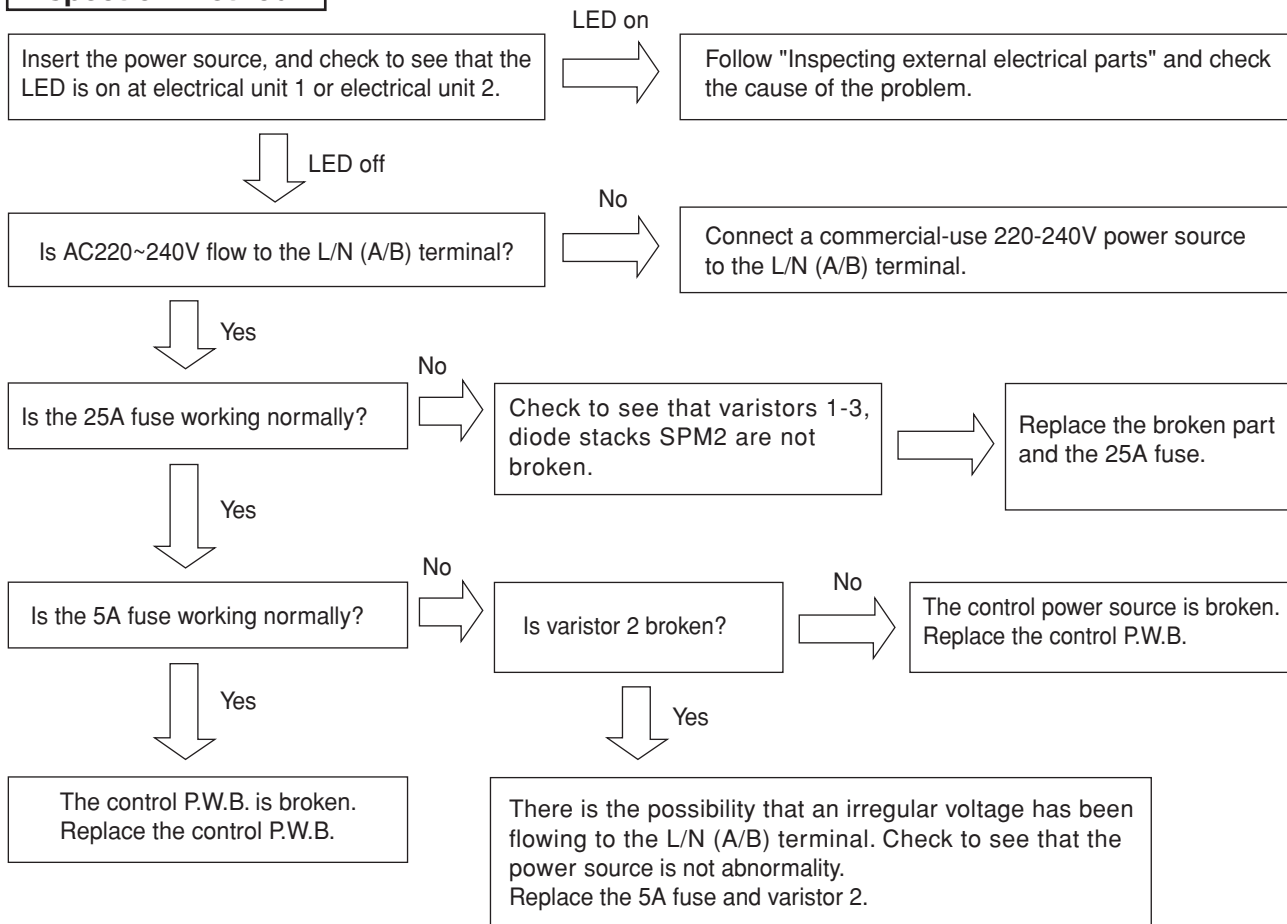 LED on
Insert the power source, and check to see that the
LED is on at electrical unit 1 or electrical unit 2.
Follow "Inspecting external electrical parts" and check
the cause of the problem.
LED off
Is AC220~240V flow to the L/N (A/B) terminal?
No
Connect a commercial-use 220-240V power source
to the L/N (A/B) terminal.
Yes
Is the 25A fuse working normally?
No
Check to see that varistors 1-3,
diode stacks SPM2 are not
broken.
Replace the broken part
and the 25A fuse.
Yes
Is the 5A fuse working normally?
No
Is varistor 2 broken?
No
The control power source is broken.
Replace the control P.W.B.
Yes
The control P.W.B. is broken.
Replace the control P.W.B.
Yes
There is the possibility that an irregular voltage has been
flowing to the L/N (A/B) terminal. Check to see that the
power source is not abnormality.
Replace the 5A fuse and varistor 2.